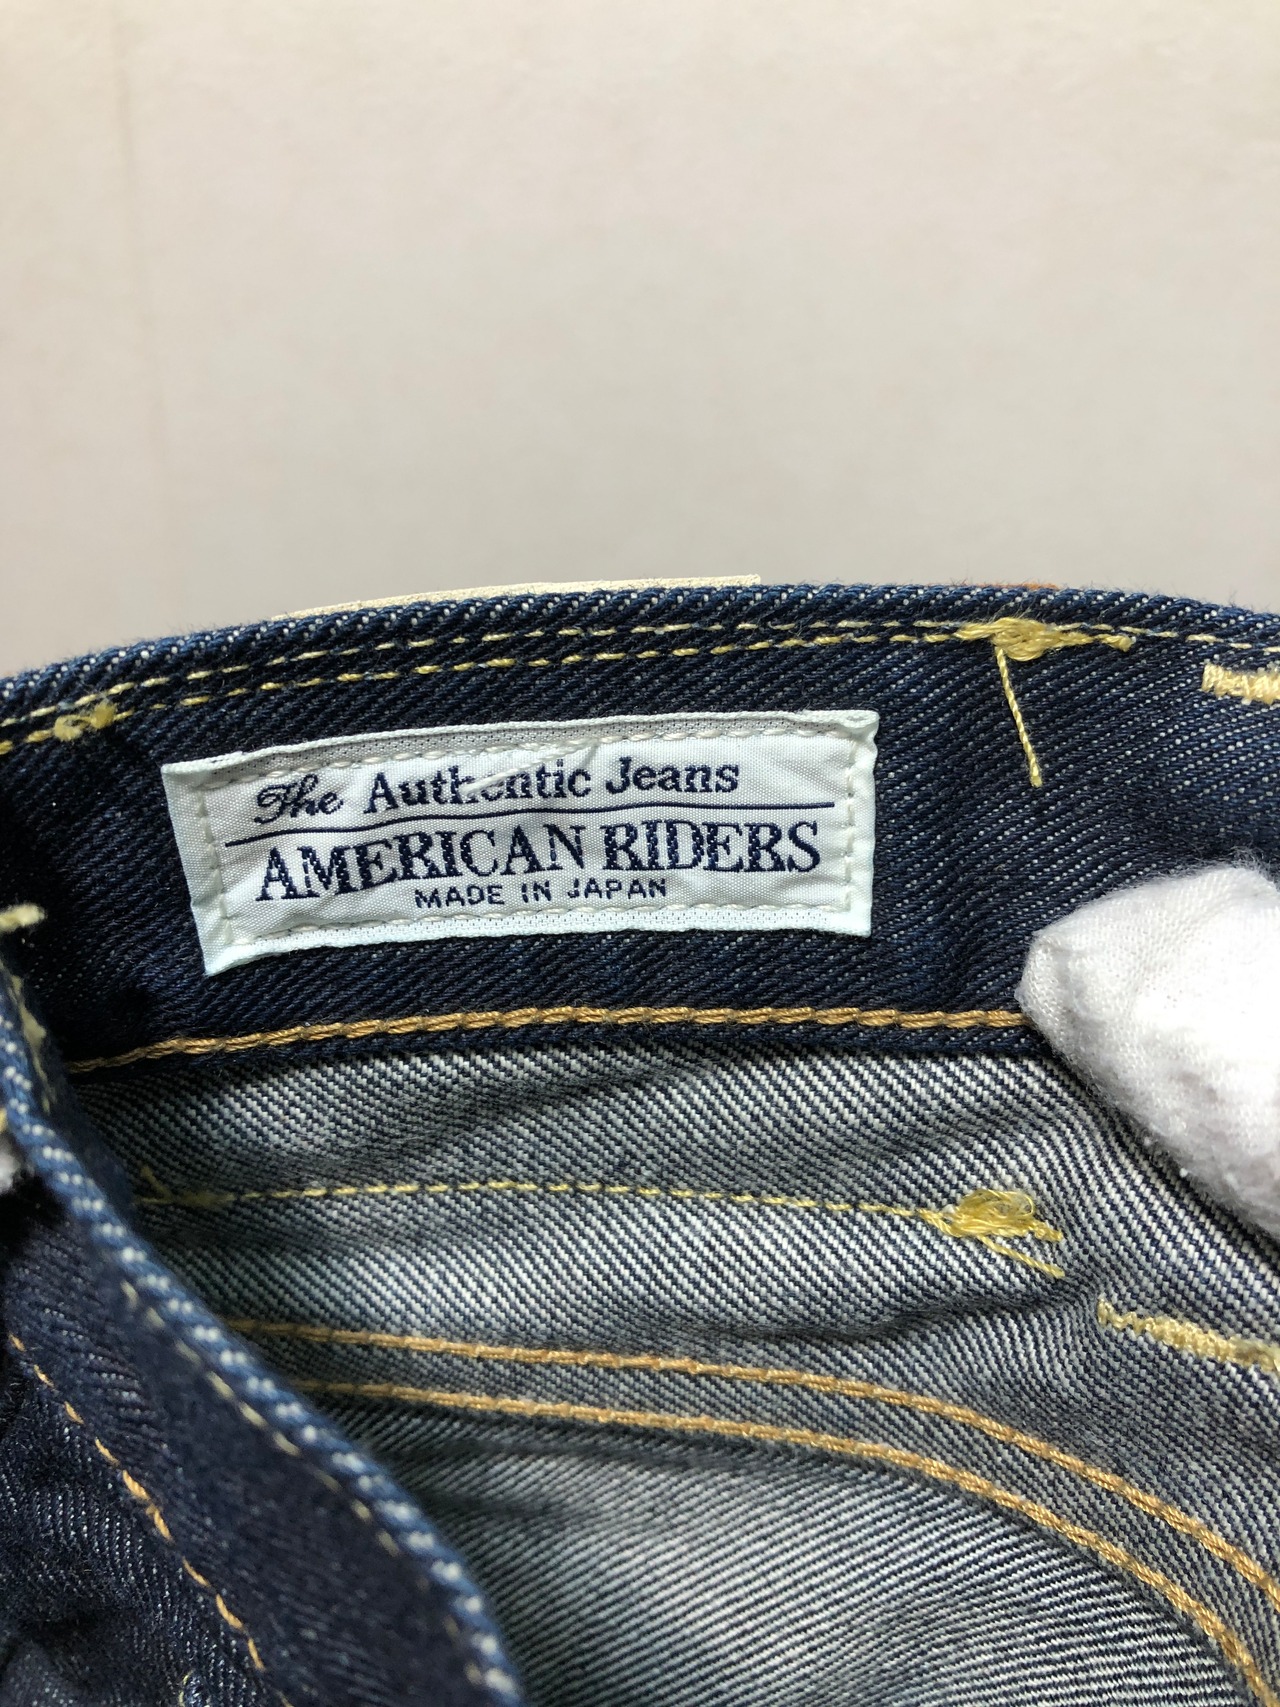 The Authentic Jeans
AMERICAN RIDERS
MADE IN JAPAN